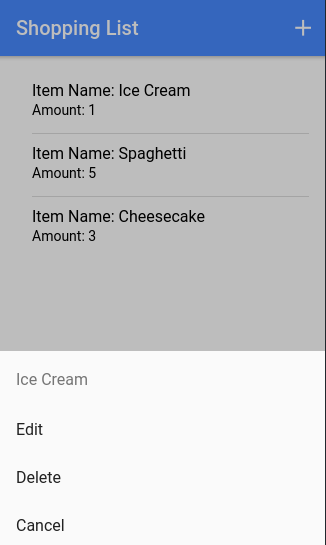 Shopping List +
Item Name: Ice Cream
Amount: 1
Item Name: Spaghetti
Amount: 5
Item Name: Cheesecake
Amount: 3
Ice Cream
Edit
Delete
Cancel